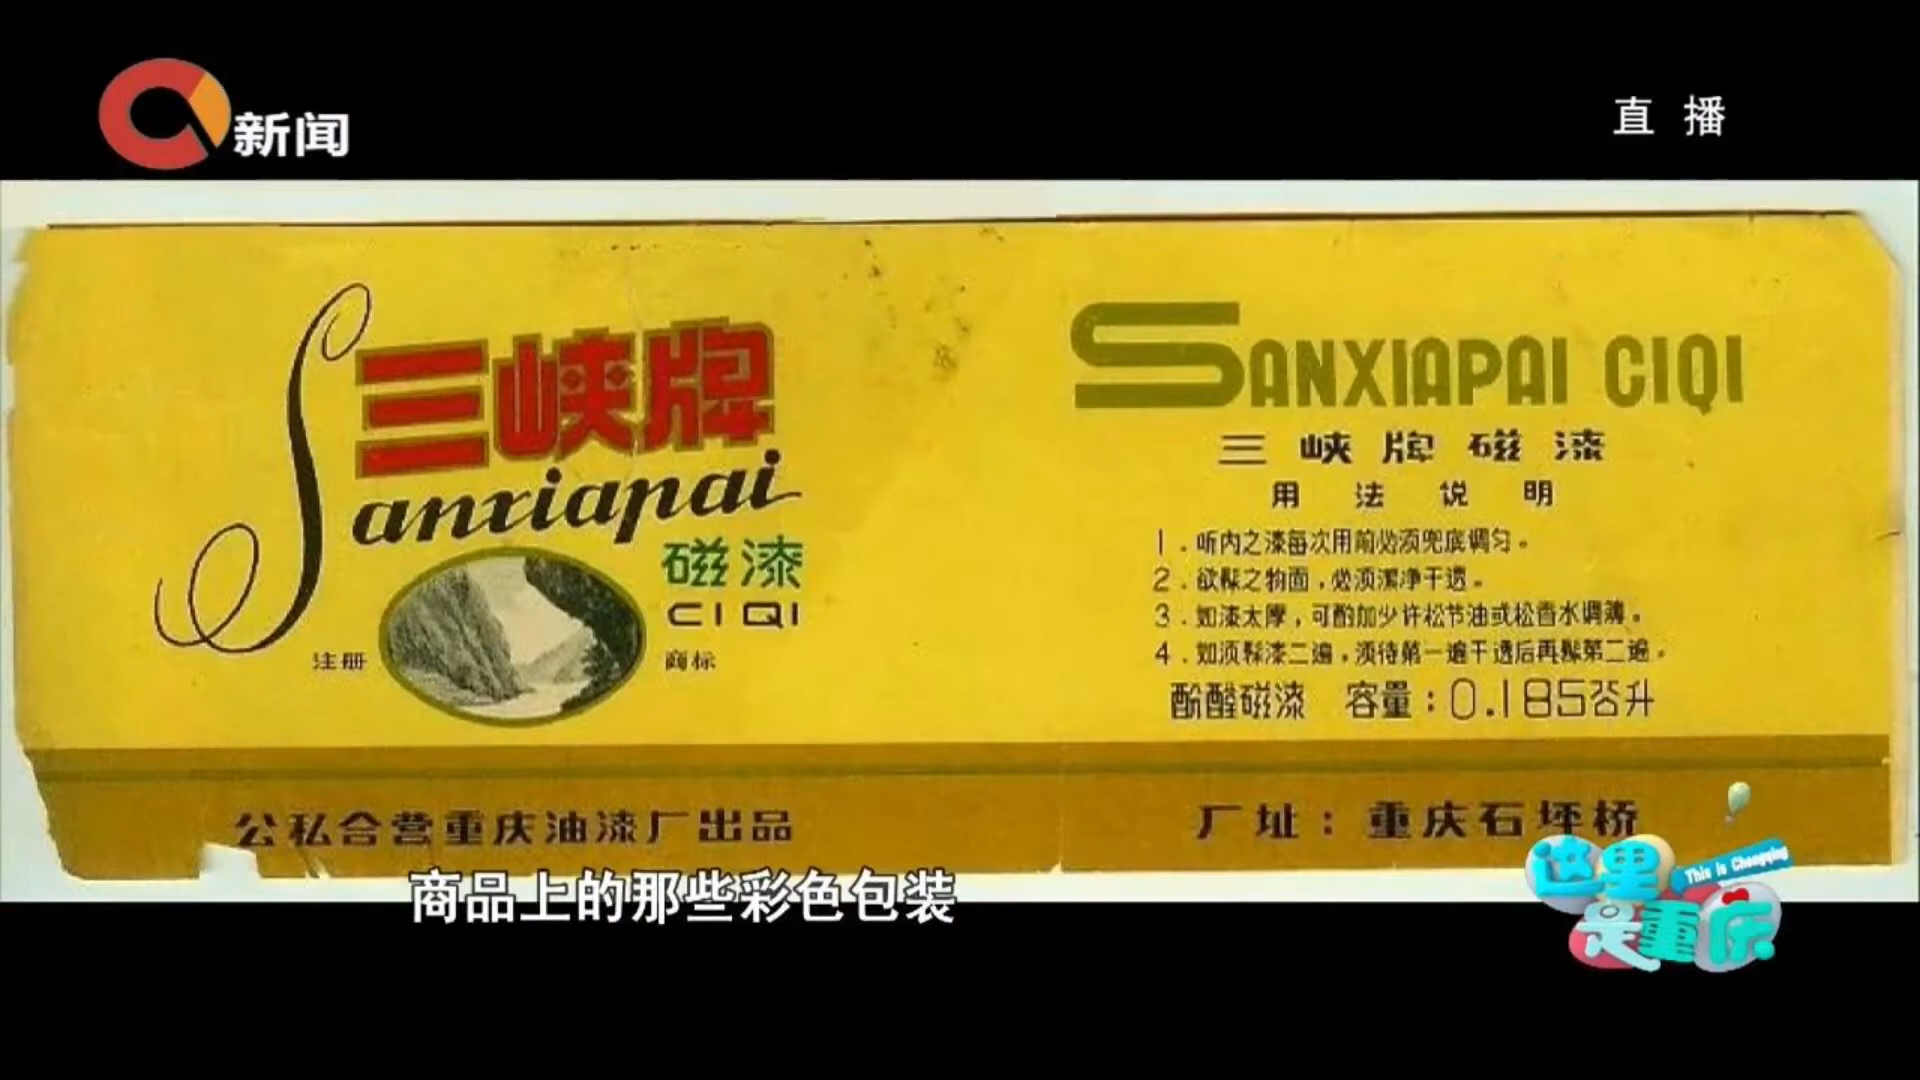 新闻
直播
三峡牌
Sanxiapai
磁漆
CI QI
注册 商标
公私合营重庆油漆厂出品
SANXIAPAI CIQI
三峡牌磁漆
用法说明
1. 听内之漆每次用前必须兜底调匀。
2. 欲髹之物面，必须潔净干透。
3. 如漆太厚，可酌加少许松节油或松香水调薄。
4. 如须髹漆二遍，须待第一遍干透后再髹第二遍。
酚醛磁漆 容量：0.185公升
厂址：重庆石坪桥
商品上的那些彩色包装
这里是重庆
This is Chongqing